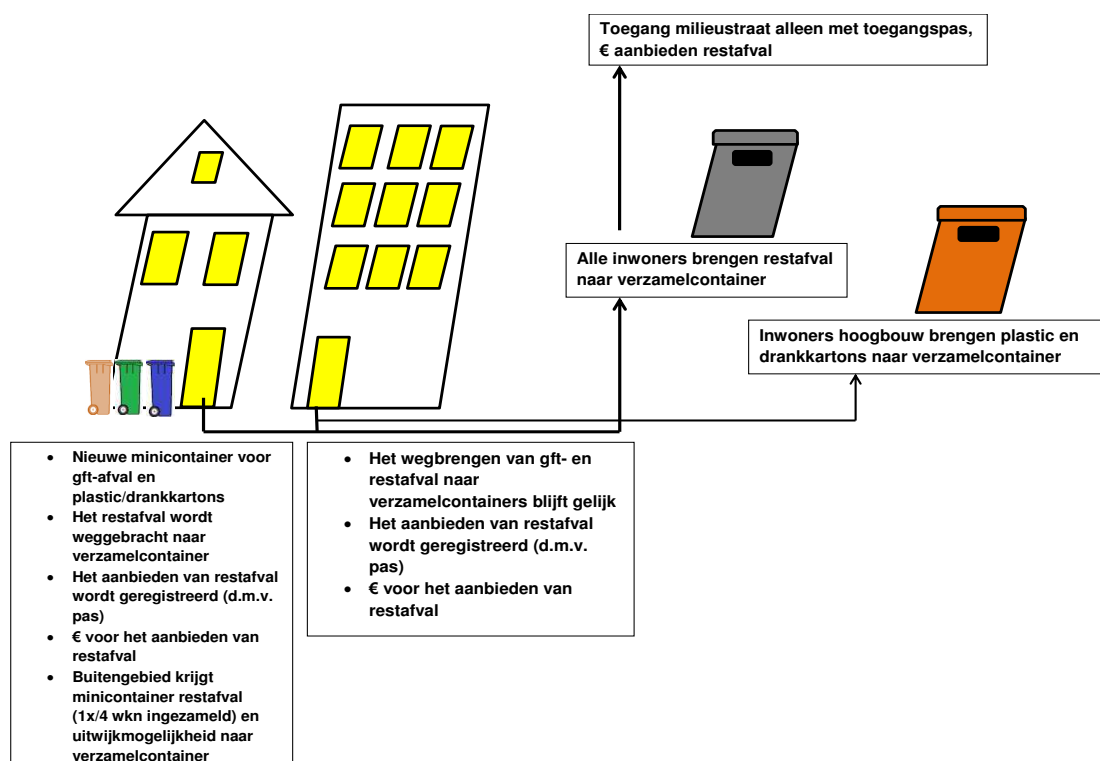 Toegang milieustraat alleen met toegangspas,
€ aanbieden restafval
Alle inwoners brengen restafval
naar verzamelcontainer
Inwoners hoogbouw brengen plastic en
drankkartons naar verzamelcontainer
• Nieuwe minicontainer voor
gft-afval en
plastic/drankkartons
• Het restafval wordt
weggebracht naar
verzamelcontainer
• Het aanbieden van restafval
wordt geregistreerd (d.m.v.
pas)
• € voor het aanbieden van
restafval
• Buitengebied krijgt
minicontainer restafval
(1x/4 wkn ingezameld) en
uitwijkmogelijkheid naar
verzamelcontainer
• Het wegbrengen van gft- en
restafval naar
verzamelcontainers blijft gelijk
• Het aanbieden van restafval
wordt geregistreerd (d.m.v.
pas)
• € voor het aanbieden van
restafval